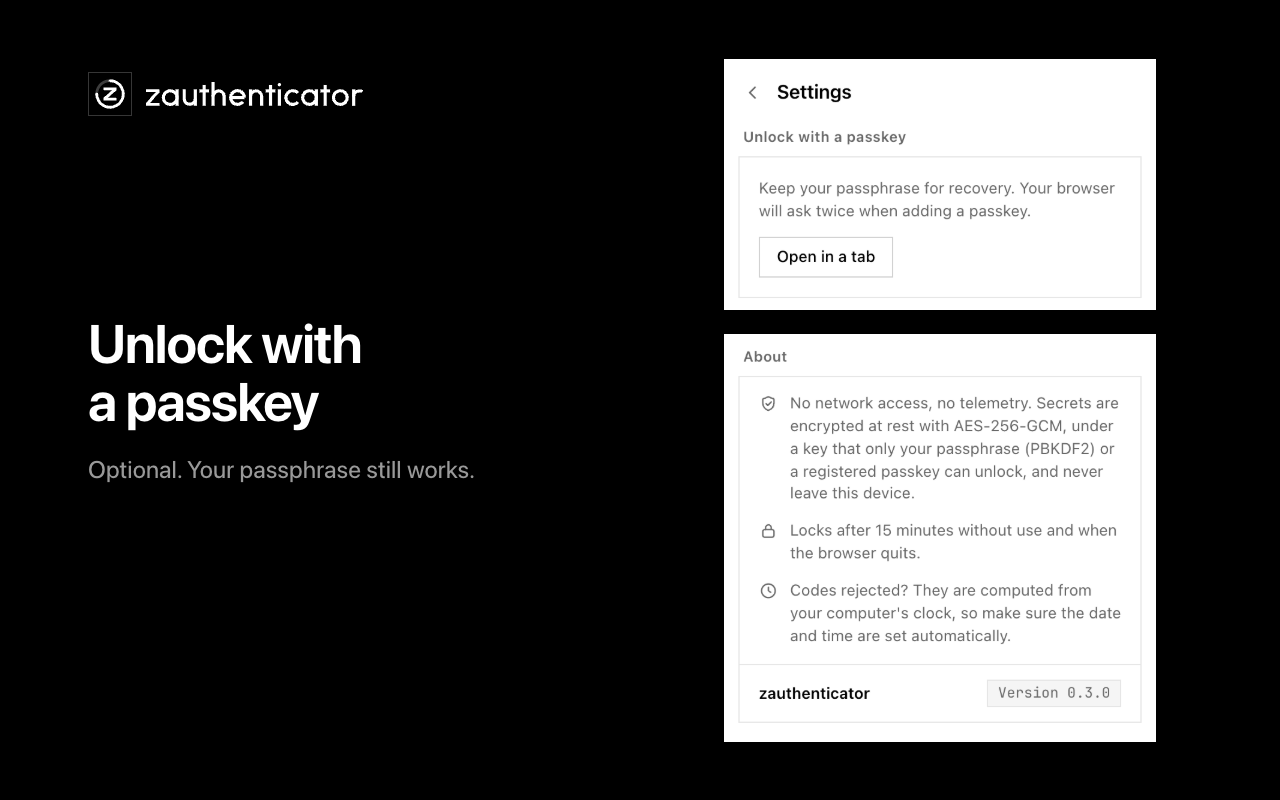 zauthenticator
Unlock with
a passkey
Optional. Your passphrase still works.
Settings
Unlock with a passkey
Keep your passphrase for recovery. Your browser
will ask twice when adding a passkey.
Open in a tab
About
No network access, no telemetry. Secrets are
encrypted at rest with AES-256-GCM, under
a key that only your passphrase (PBKDF2) or
a registered passkey can unlock, and never
leave this device.
Locks after 15 minutes without use and when
the browser quits.
Codes rejected? They are computed from
your computer's clock, so make sure the date
and time are set automatically.
zauthenticator
Version 0.3.0